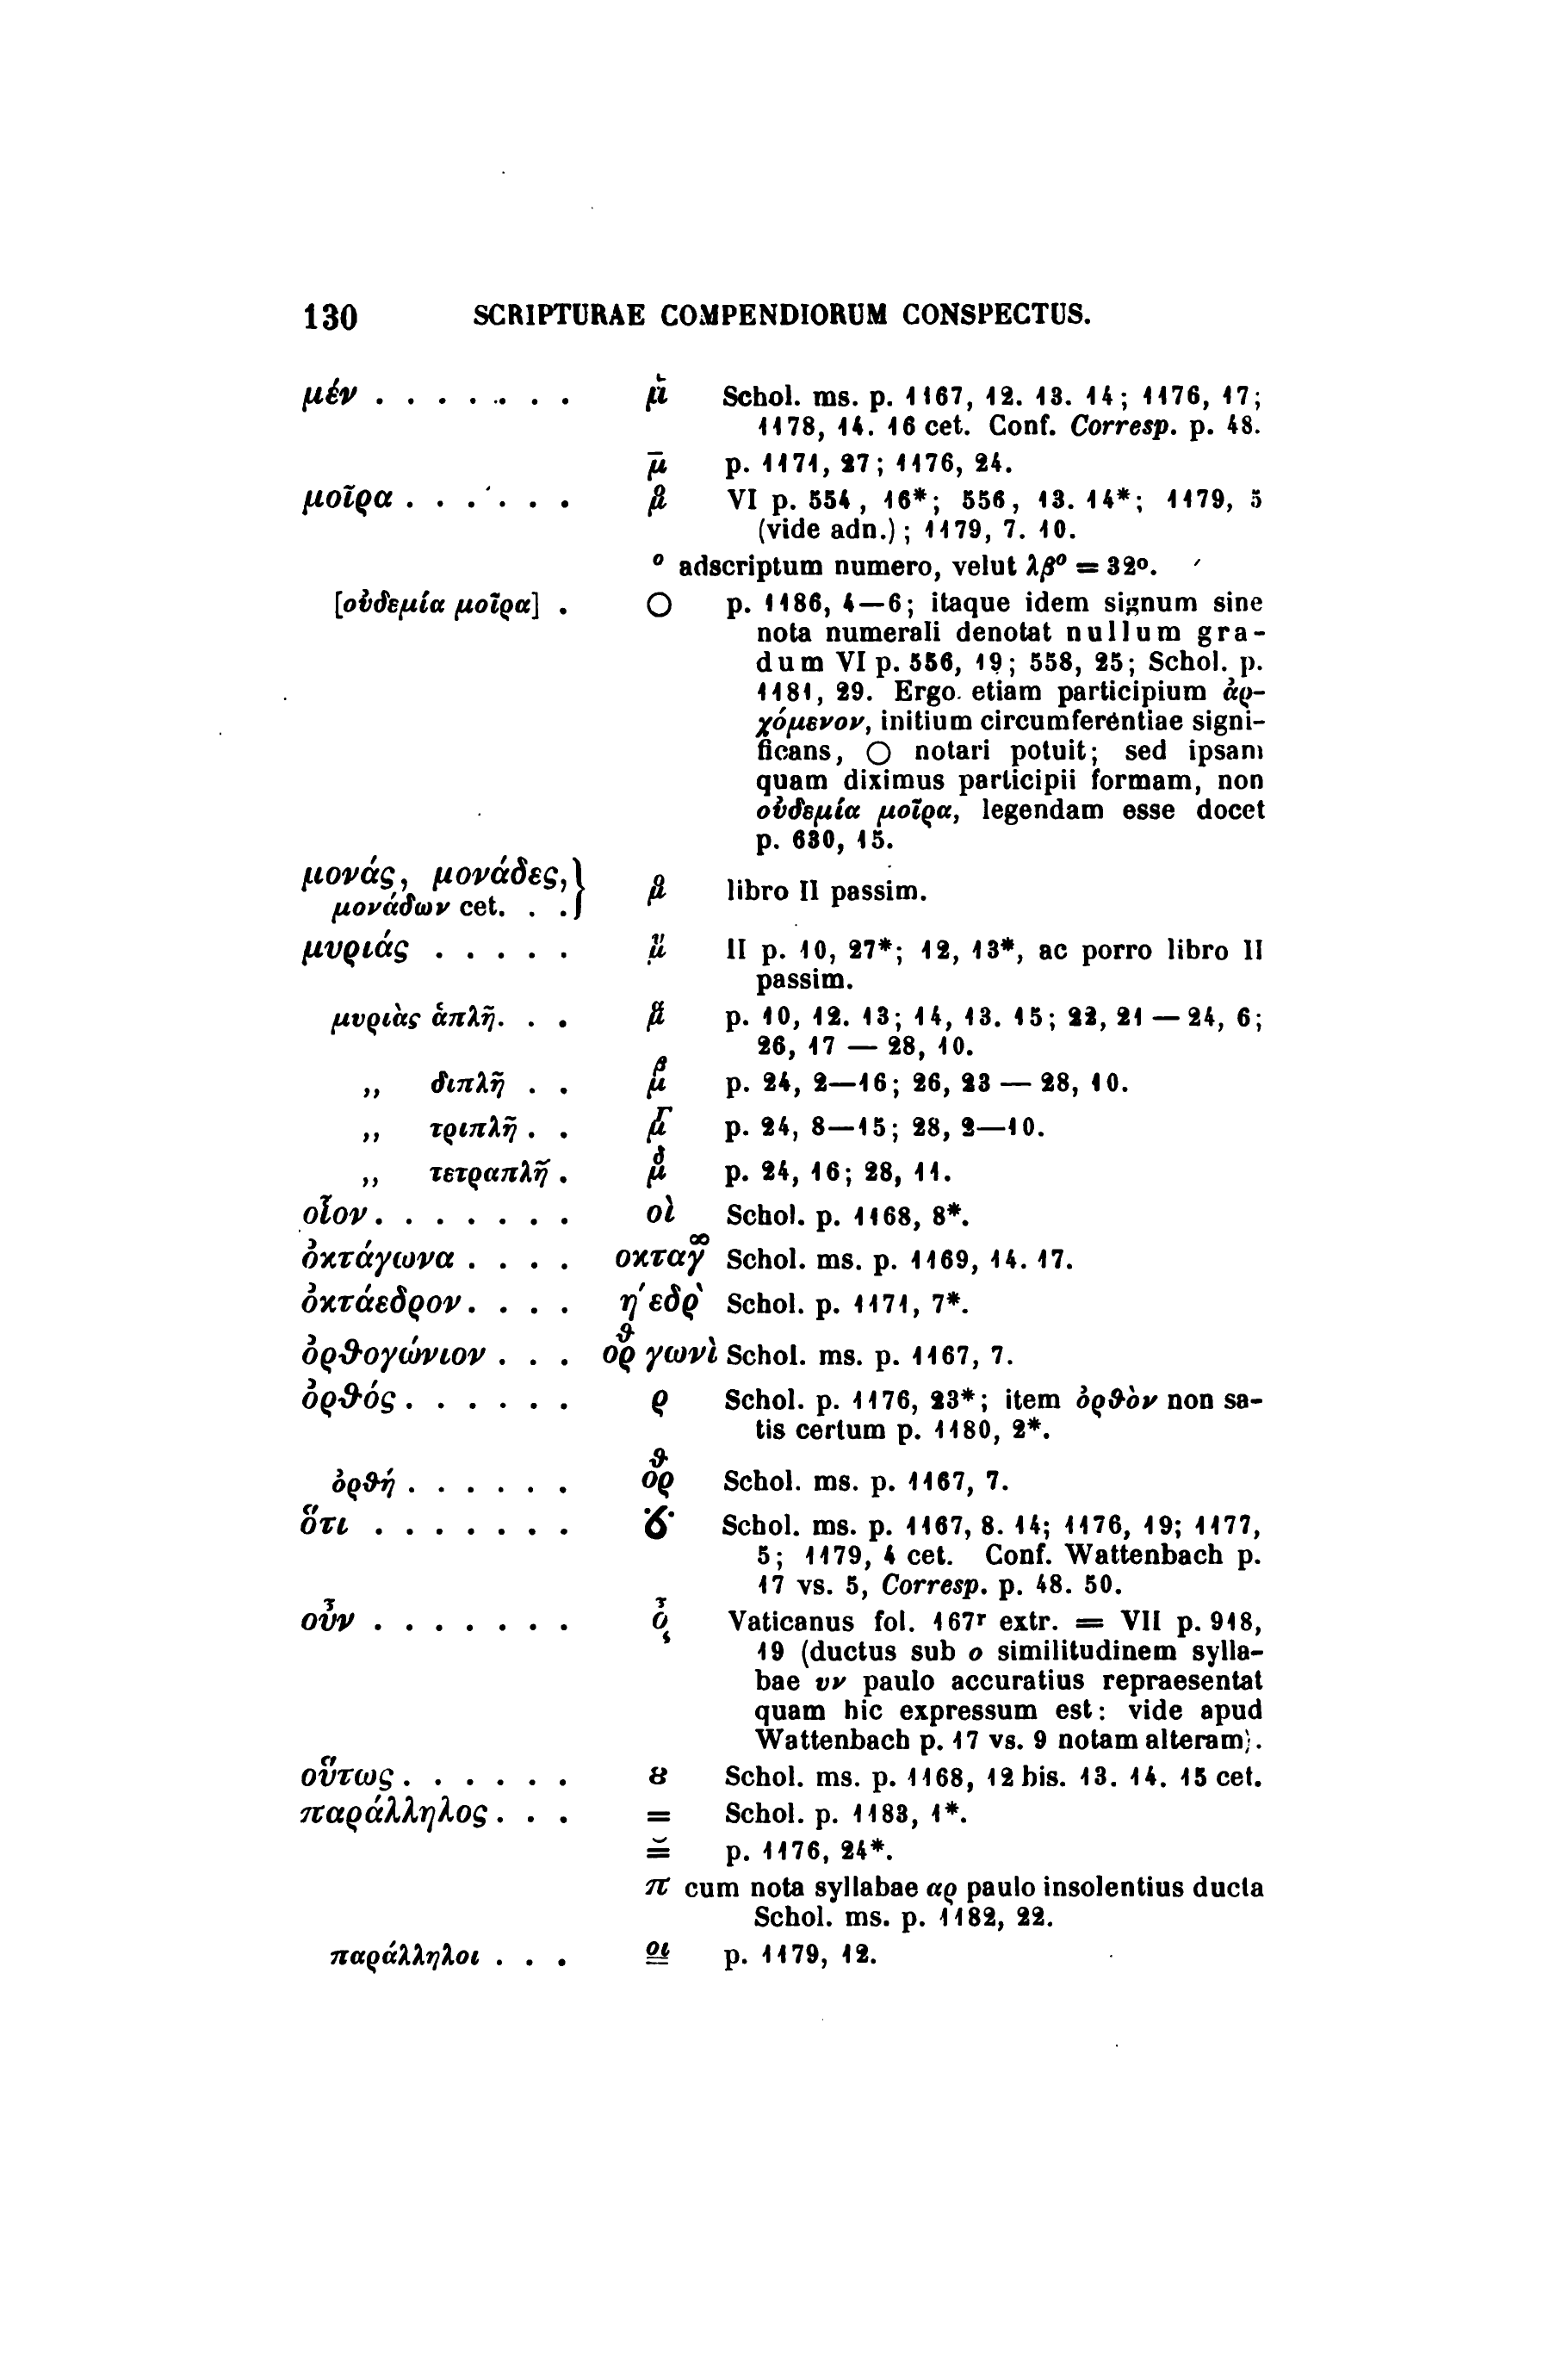 130 SCRIPTURAE COMPENDIORUM CONSPECTUS.
μέν . . . . . . . μ̀ Schol. ms. p. 1167, 12. 13. 14; 1176, 17;
1178, 14. 16 cet. Conf. Corresp. p. 48.
μ̄ p. 1171, 27; 1176, 24.
μοῖρα . . . . . . μ° VI p. 554, 16*; 556, 13. 14*; 1179, 5
(vide adn.); 1179, 7. 10.
° adscriptum numero, velut λβ° = 32°.
[οὐδεμία μοῖρα] . ○ p. 1186, 4—6; itaque idem signum sine
nota numerali denotat nullum gra-
dum VI p. 556, 19; 558, 25; Schol. p.
1181, 29. Ergo etiam participium ἀρ-
χόμενον, initium circumferentiae signi-
ficans, ○ notari potuit; sed ipsam
quam diximus participii formam, non
οὐδεμία μοῖρα, legendam esse docet
p. 630, 15.
μονάς, μονάδες,}
μονάδων cet. . .} μ° libro II passim.
μυριάς . . . . . μυ II p. 10, 27*; 12, 13*, ac porro libro II
passim.
μυριὰς ἁπλῆ. . . μα p. 10, 12. 13; 14, 13. 15; 22, 21 — 24, 6;
26, 17 — 28, 10.
,, διπλῆ . . μβ p. 24, 2—16; 26, 23 — 28, 10.
,, τριπλῆ . . μΓ p. 24, 8—15; 28, 2—10.
,, τετραπλῆ . μδ p. 24, 16; 28, 11.
οἷον . . . . . . . οὶ Schol. p. 1168, 8*.
ὀκτάγωνα . . . . οκταγ∞ Schol. ms. p. 1169, 14. 17.
ὀκτάεδρον . . . . η΄εδρ̀ Schol. p. 1171, 7*.
ὀρθογώνιον . . . ορθ γωνὶ Schol. ms. p. 1167, 7.
ὀρθός . . . . . . ρ Schol. p. 1176, 23*; item ὀρθὸν non sa-
tis certum p. 1180, 2*.
ὀρθή . . . . . . ορθ Schol. ms. p. 1167, 7.
ὅτι . . . . . . . Schol. ms. p. 1167, 8. 14; 1176, 19; 1177,
5; 1179, 4 cet. Conf. Wattenbach p.
17 vs. 5, Corresp. p. 48. 50.
οὖν . . . . . . . Vaticanus fol. 167r extr. = VII p. 918,
19 (ductus sub o similitudinem sylla-
bae υν paulo accuratius repraesentat
quam hic expressum est: vide apud
Wattenbach p. 17 vs. 9 notam alteram).
οὕτως . . . . . . Schol. ms. p. 1168, 12 bis. 13. 14. 15 cet.
παράλληλος . . . = Schol. p. 1183, 1*.
p. 1176, 24*.
π cum nota syllabae αρ paulo insolentius ducta
Schol. ms. p. 1182, 22.
παράλληλοι . . . p. 1179, 12.